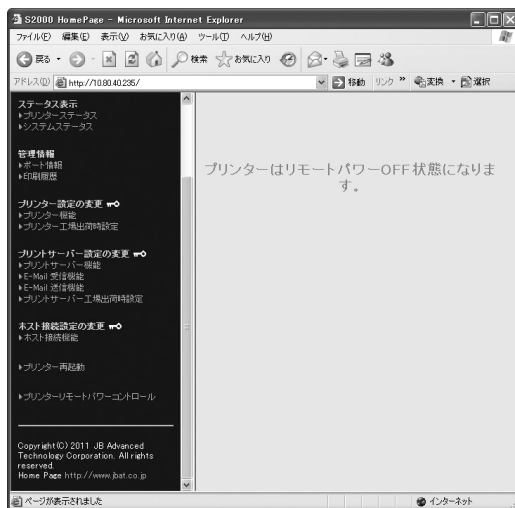 S2000 HomePage - Microsoft Internet Explorer
ファイル(F) 編集(E) 表示(V) お気に入り(A) ツール(T) ヘルプ(H)
戻る 検索 お気に入り
アドレス(D) http://10.80.40.235/ 移動 リンク » 変換 選択
ステータス表示
プリンターステータス
システムステータス
管理情報
ポート情報
印刷履歴
プリンター設定の変更
プリンター機能
プリンター工場出荷時設定
プリントサーバー設定の変更
プリントサーバー機能
E-Mail 受信機能
E-Mail 送信機能
プリントサーバー工場出荷時設定
ホスト接続設定の変更
ホスト接続機能
プリンター再起動
プリンターリモートパワーコントロール
Copyright(C) 2011 JB Advanced
Technology Corporation. All rights
reserved.
Home Page http://www.jbat.co.jp
プリンターはリモートパワーOFF状態になりま
す。
ページが表示されました インターネット